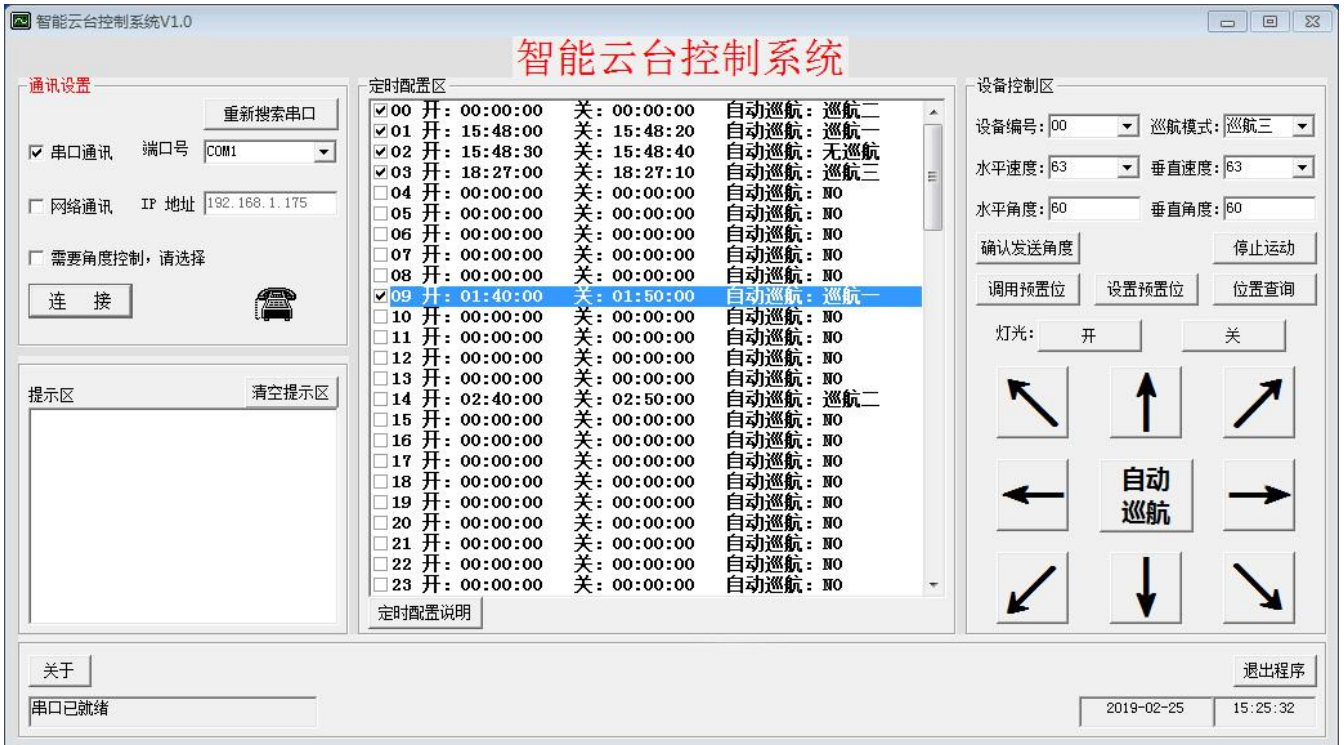 智能云台控制系统V1.0
智能云台控制系统
通讯设置
重新搜索串口
串口通讯 端口号 COM1
网络通讯 IP 地址 192.168.1.175
需要角度控制，请选择
连 接
提示区 清空提示区
定时配置区
00 开: 00:00:00 关: 00:00:00 自动巡航: 巡航二
01 开: 15:48:00 关: 15:48:20 自动巡航: 巡航一
02 开: 15:48:30 关: 15:48:40 自动巡航: 无巡航
03 开: 18:27:00 关: 18:27:10 自动巡航: 巡航三
04 开: 00:00:00 关: 00:00:00 自动巡航: NO
05 开: 00:00:00 关: 00:00:00 自动巡航: NO
06 开: 00:00:00 关: 00:00:00 自动巡航: NO
07 开: 00:00:00 关: 00:00:00 自动巡航: NO
08 开: 00:00:00 关: 00:00:00 自动巡航: NO
09 开: 01:40:00 关: 01:50:00 自动巡航: 巡航一
10 开: 00:00:00 关: 00:00:00 自动巡航: NO
11 开: 00:00:00 关: 00:00:00 自动巡航: NO
12 开: 00:00:00 关: 00:00:00 自动巡航: NO
13 开: 00:00:00 关: 00:00:00 自动巡航: NO
14 开: 02:40:00 关: 02:50:00 自动巡航: 巡航二
15 开: 00:00:00 关: 00:00:00 自动巡航: NO
16 开: 00:00:00 关: 00:00:00 自动巡航: NO
17 开: 00:00:00 关: 00:00:00 自动巡航: NO
18 开: 00:00:00 关: 00:00:00 自动巡航: NO
19 开: 00:00:00 关: 00:00:00 自动巡航: NO
20 开: 00:00:00 关: 00:00:00 自动巡航: NO
21 开: 00:00:00 关: 00:00:00 自动巡航: NO
22 开: 00:00:00 关: 00:00:00 自动巡航: NO
23 开: 00:00:00 关: 00:00:00 自动巡航: NO
定时配置说明
设备控制区
设备编号: 00 巡航模式: 巡航三
水平速度: 63 垂直速度: 63
水平角度: 60 垂直角度: 60
确认发送角度 停止运动
调用预置位 设置预置位 位置查询
灯光: 开 关
自动
巡航
关于 退出程序
串口已就绪 2019-02-25 15:25:32